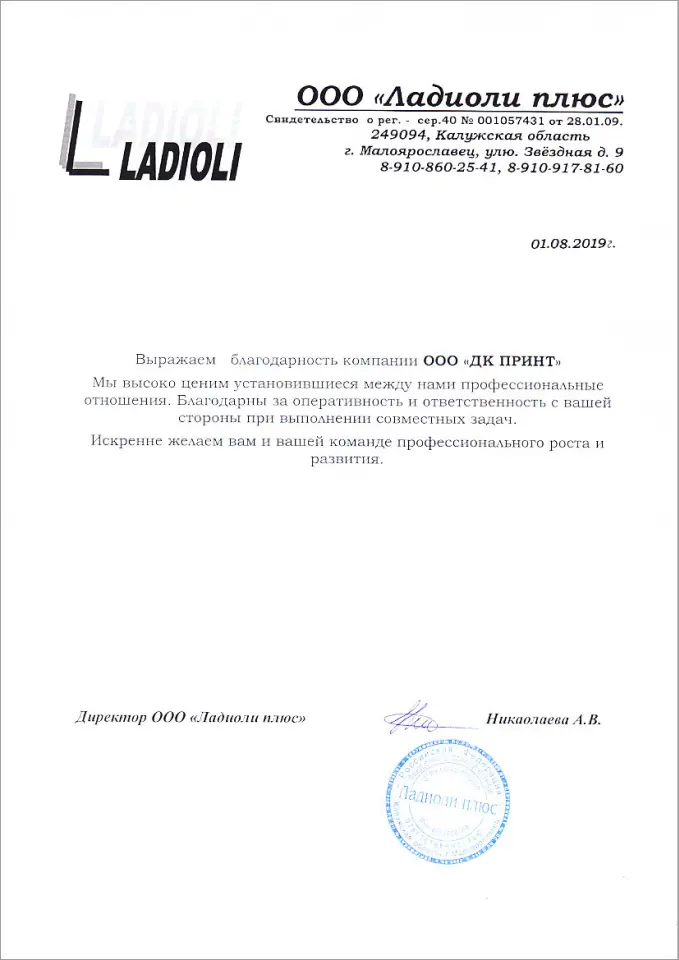 LADIOLI
LADIOLI
ООО «Ладиоли плюс»
Свидетельство о рег. - сер.40 № 001057431 от 28.01.09.
249094, Калужская область
г. Малоярославец, улю. Звёздная д. 9
8-910-860-25-41, 8-910-917-81-60
01.08.2019г.
Выражаем благодарность компании ООО «ДК ПРИНТ»
Мы высоко ценим установившиеся между нами профессиональные
отношения. Благодарны за оперативность и ответственность с вашей
стороны при выполнении совместных задач.
Искренне желаем вам и вашей команде профессионального роста и
развития.
Директор ООО «Ладиоли плюс»
Никаолаева А.В.
Российская Федерация
Ладиоли плюс